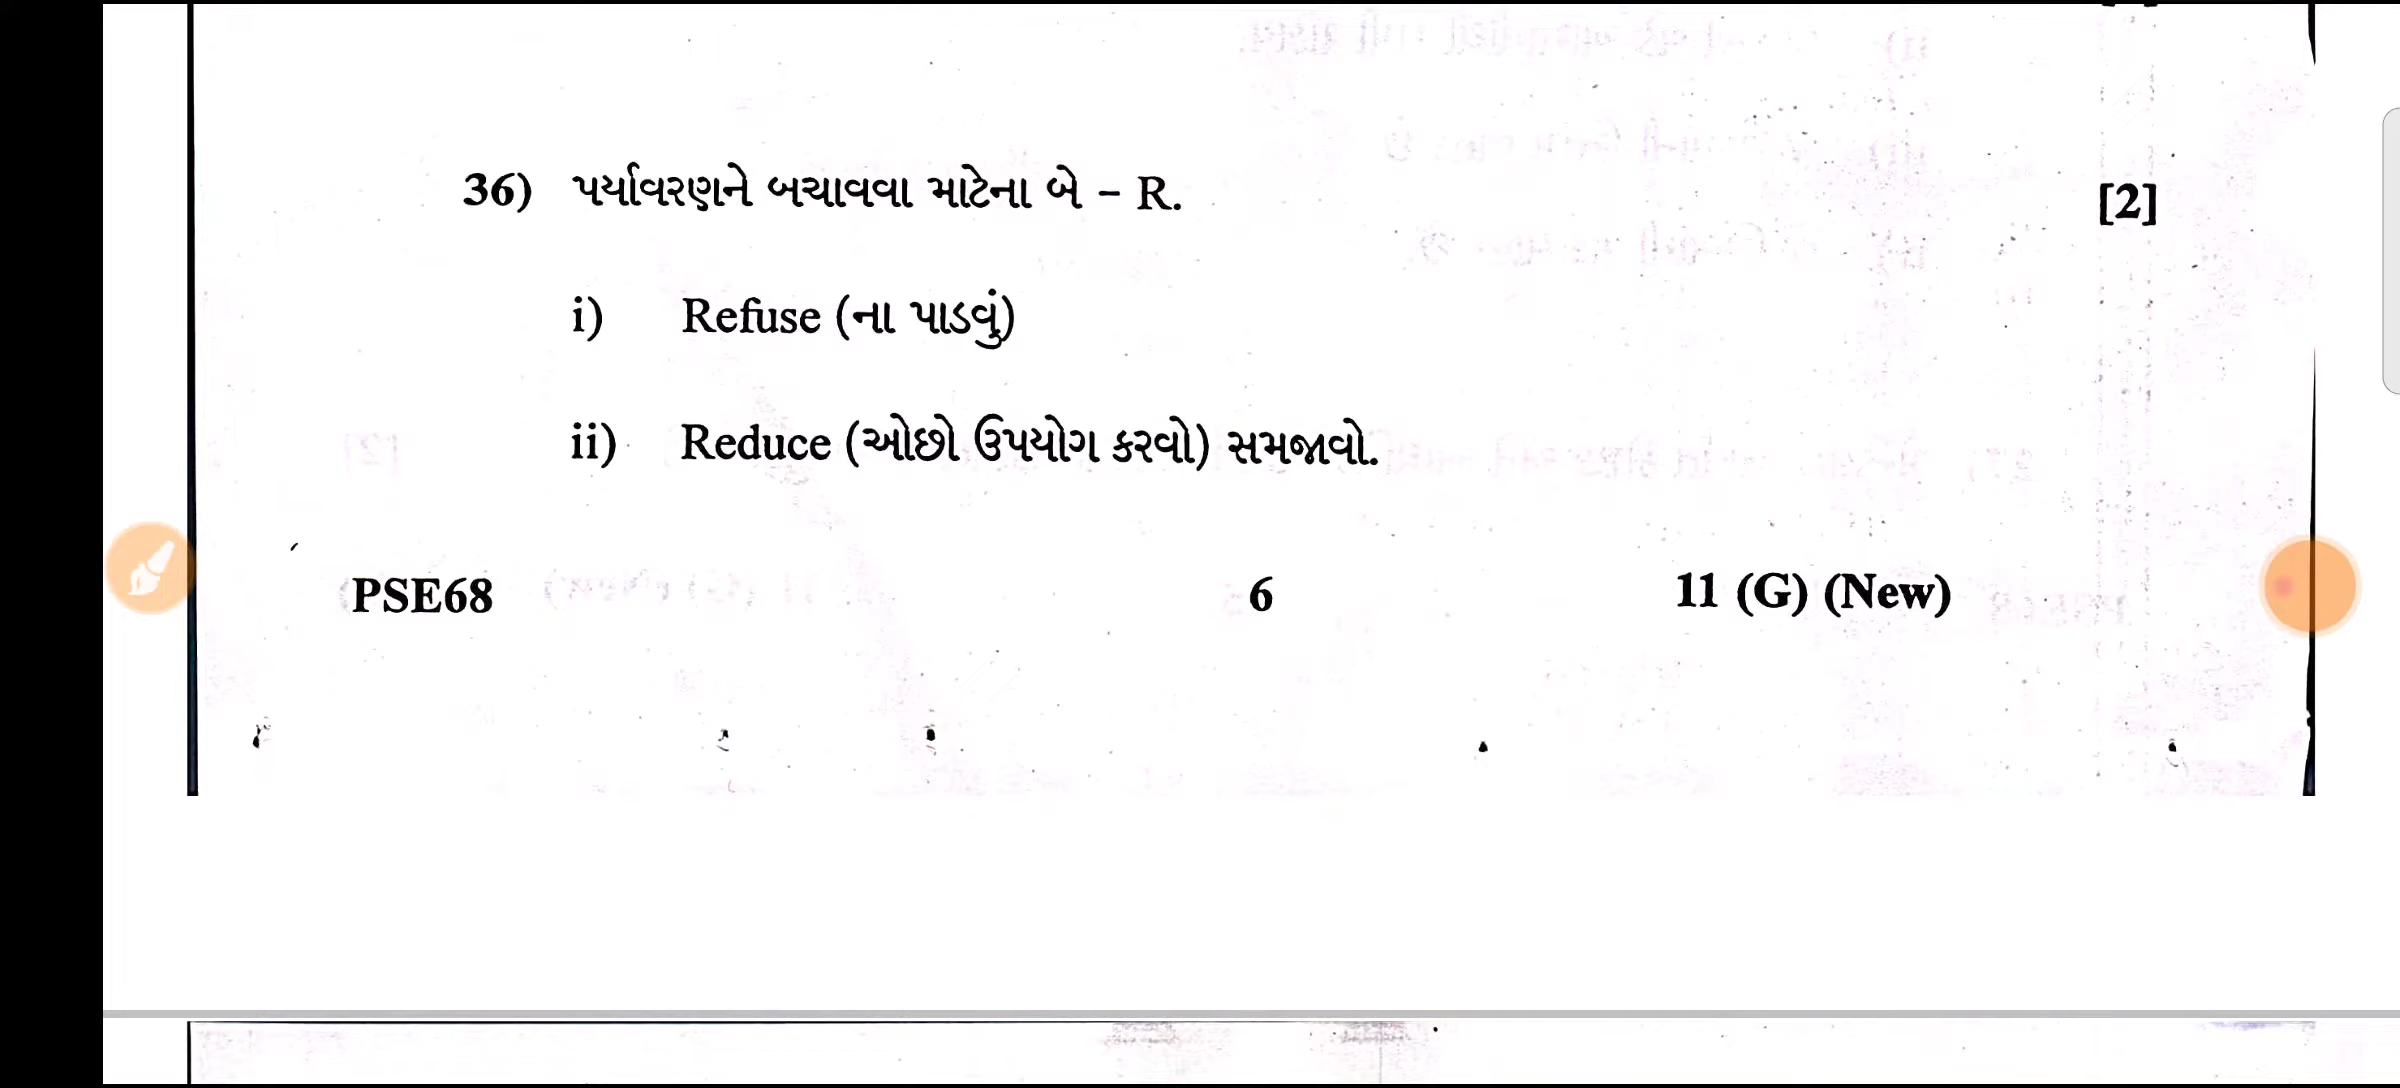 36) પર્યાવરણને બચાવવા માટેના બે – R. [2]
i) Refuse (ના પાડવું)
ii) Reduce (ઓછો ઉપયોગ કરવો) સમજાવો.
PSE68 6 11 (G) (New)